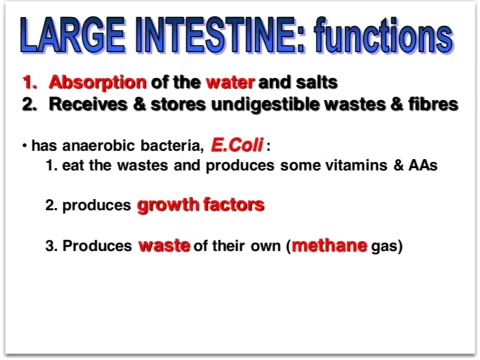 LARGE INTESTINE: functions
1. Absorption of the water and salts
2. Receives & stores undigestible wastes & fibres
• has anaerobic bacteria, E.Coli :
1. eat the wastes and produces some vitamins & AAs
2. produces growth factors
3. Produces waste of their own (methane gas)